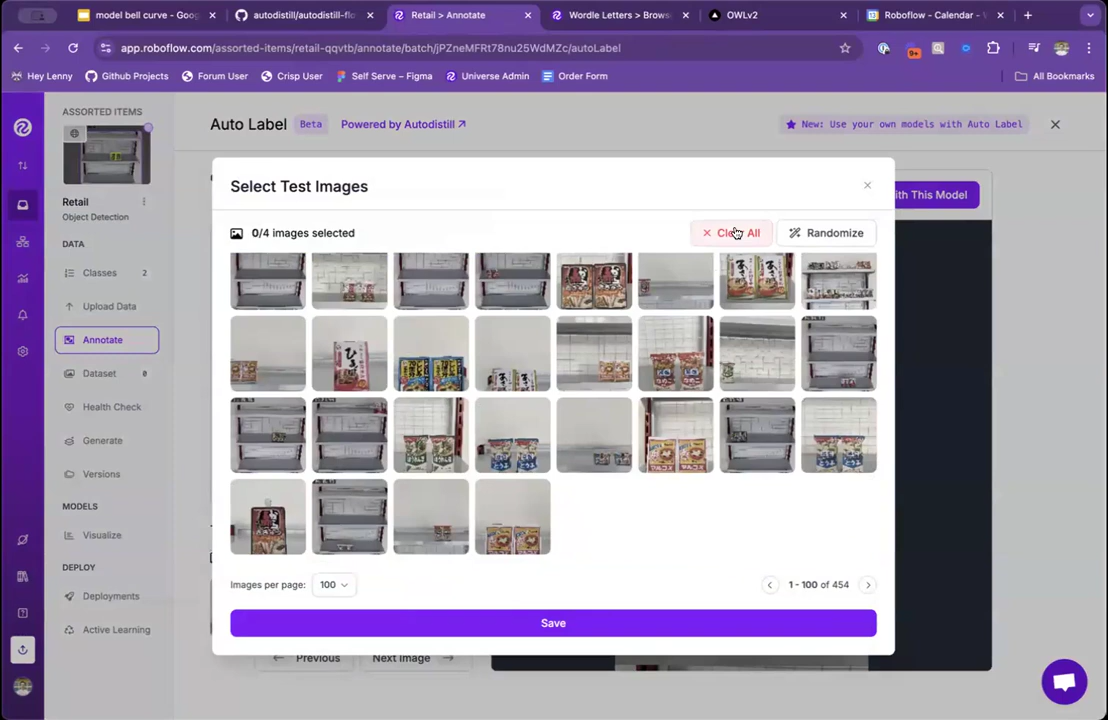 model bell curve - Goog
autodistill/autodistill-flo
Retail > Annotate
Wordle Letters > Brows
OWLv2
Roboflow - Calendar - W
app.roboflow.com/assorted-items/retail-qqvtb/annotate/batch/jPZneMFRt78nu25WdMZc/autoLabel
9+
Hey Lenny
Github Projects
Forum User
Crisp User
Self Serve – Figma
Universe Admin
Order Form
All Bookmarks
ASSORTED ITEMS
Retail
Object Detection
DATA
Classes 2
Upload Data
Annotate
Dataset 0
Health Check
Generate
Versions
MODELS
Visualize
DEPLOY
Deployments
Active Learning
Auto Label Beta Powered by Autodistill
New: Use your own models with Auto Label
ith This Model
Select Test Images
0/4 images selected
Clear All
Randomize
Images per page: 100
1 - 100 of 454
Save
Previous
Next Image